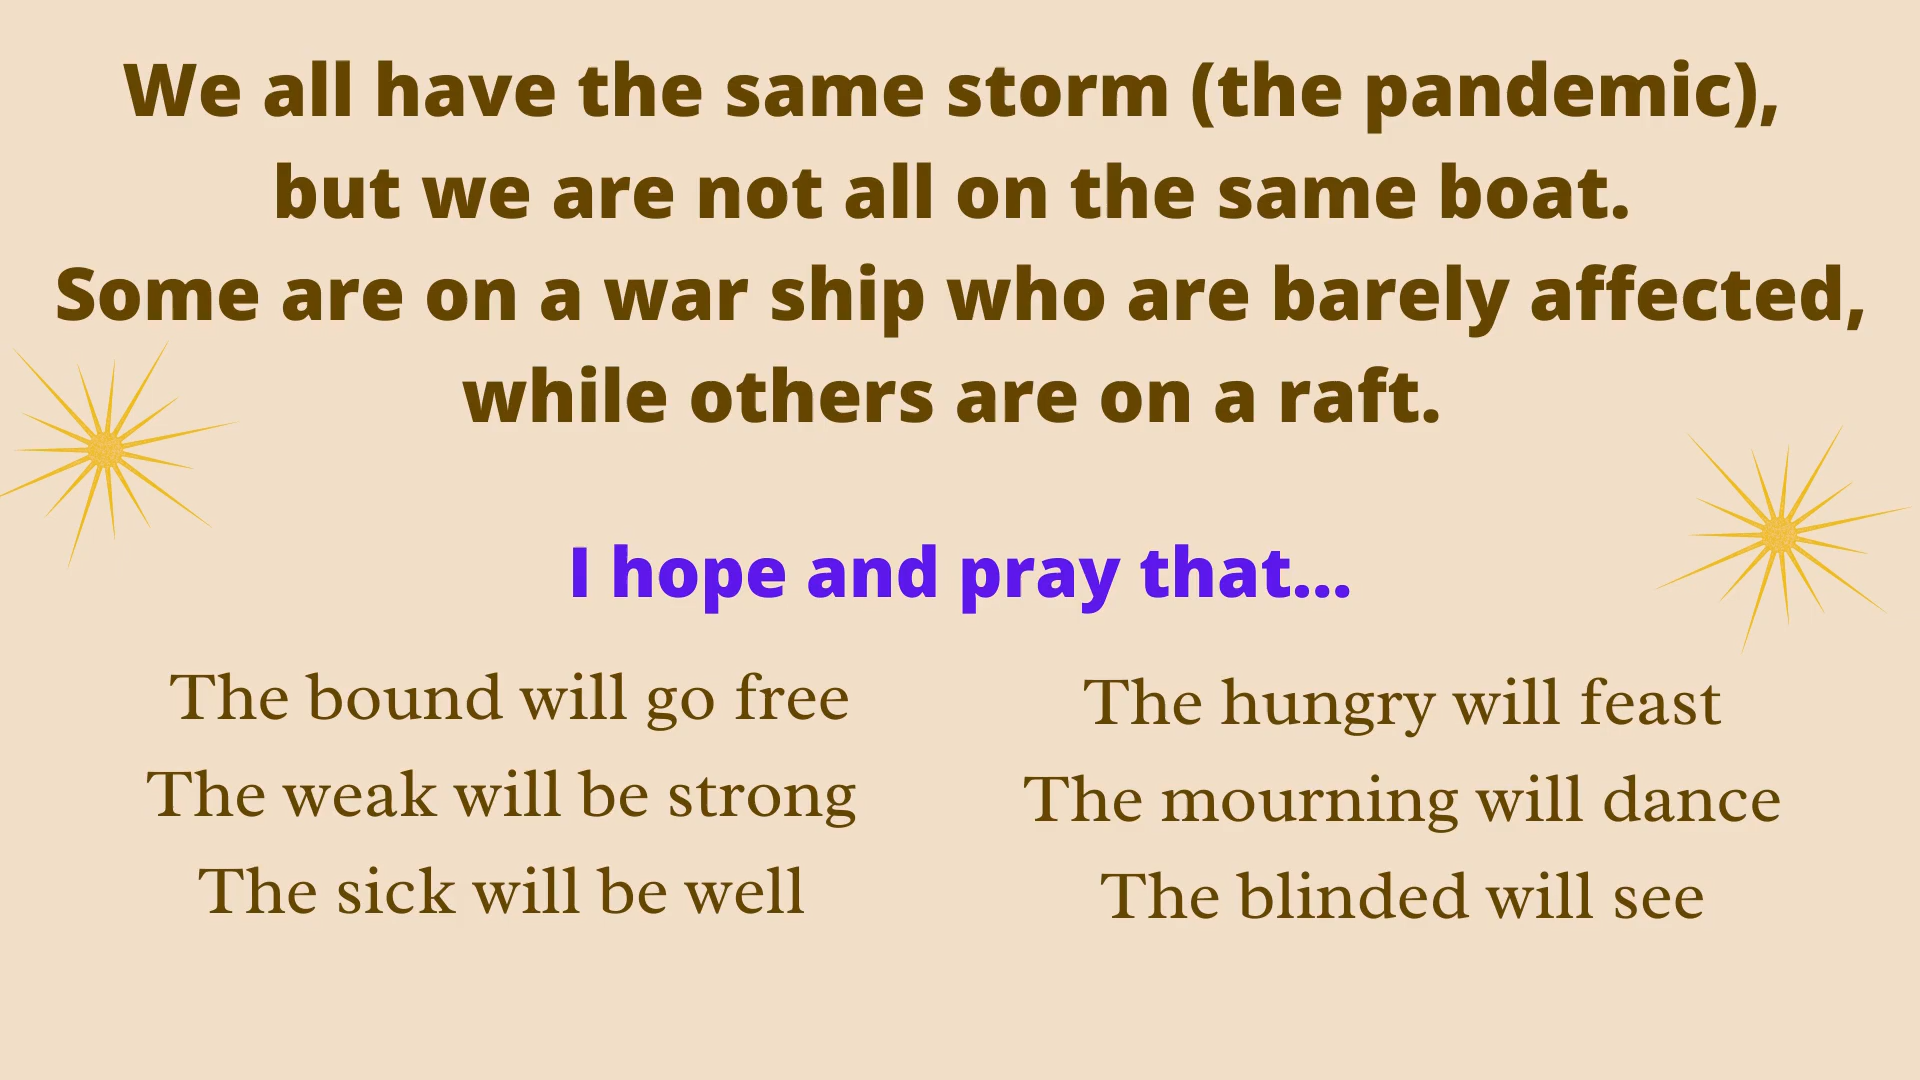 We all have the same storm (the pandemic),
but we are not all on the same boat.
Some are on a war ship who are barely affected,
while others are on a raft.
I hope and pray that...
The bound will go free
The weak will be strong
The sick will be well
The hungry will feast
The mourning will dance
The blinded will see